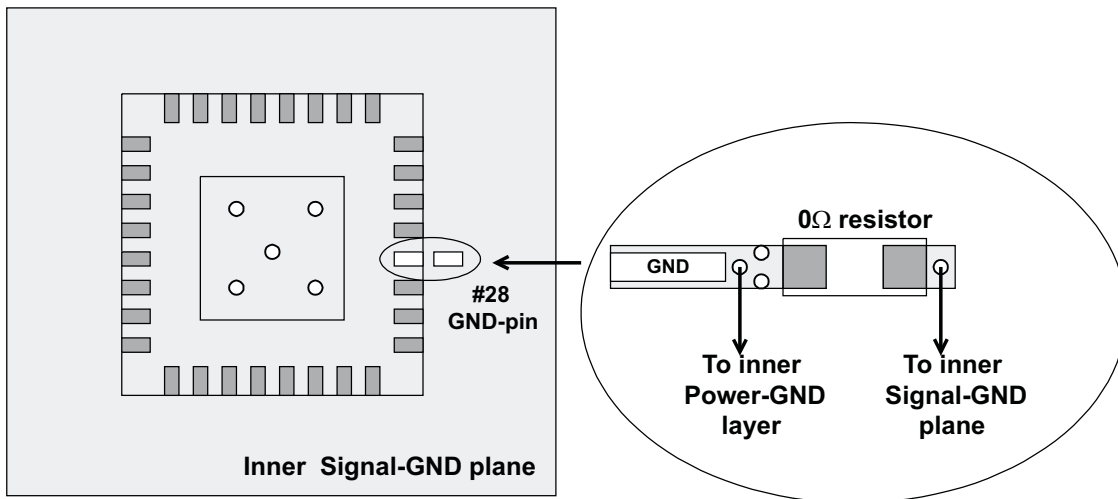 #28
GND-pin
Inner Signal-GND plane
0Ω resistor
GND
To inner
Power-GND
layer
To inner
Signal-GND
plane